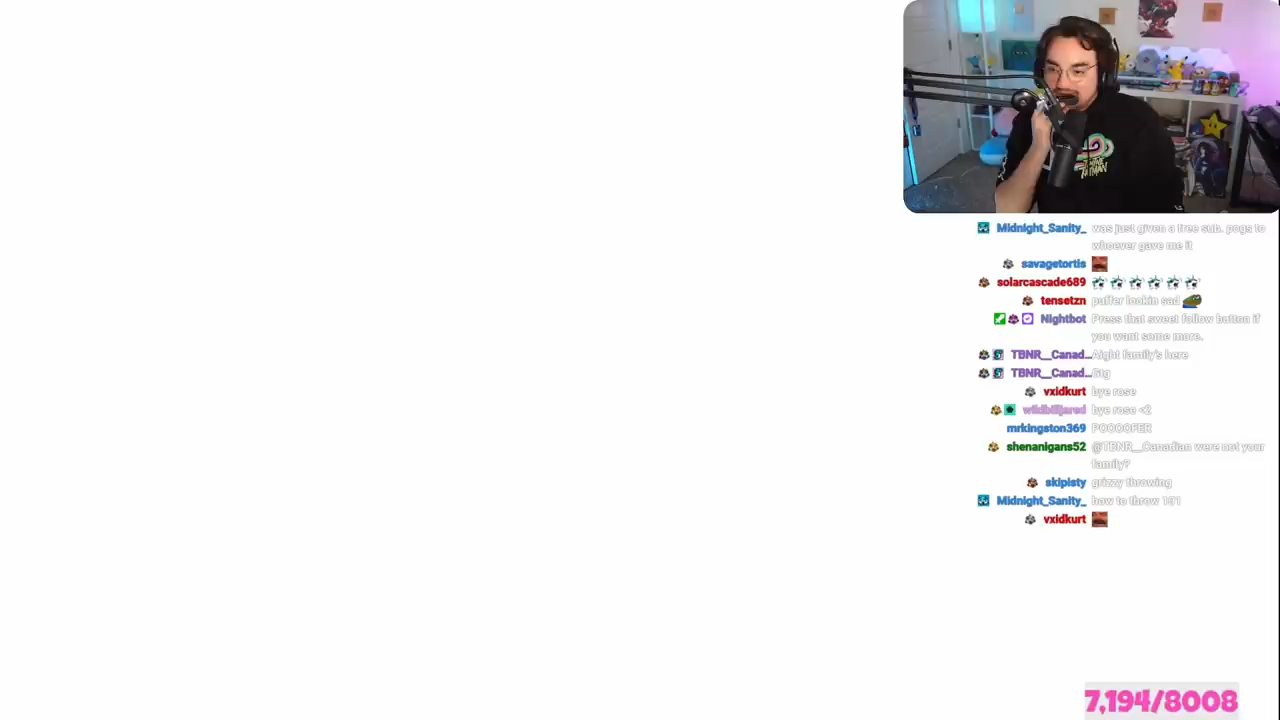 Midnight_Sanity_ was just given a free sub. pogs to
whoever gave me it
savagetortis
solarcascade689
tensetzn puffer lookin sad
Nightbot Press that sweet follow button if
you want some more.
TBNR__Canad... Aight family's here
TBNR__Canad... Gtg
vxidkurt bye rose
wildbilljared bye rose <2
mrkingston369 POOOOFER
shenanigans52 @TBNR__Canadian were not your
family?
skipisty grizzy throwing
Midnight_Sanity_ how to throw 101
vxidkurt
7,194/8008